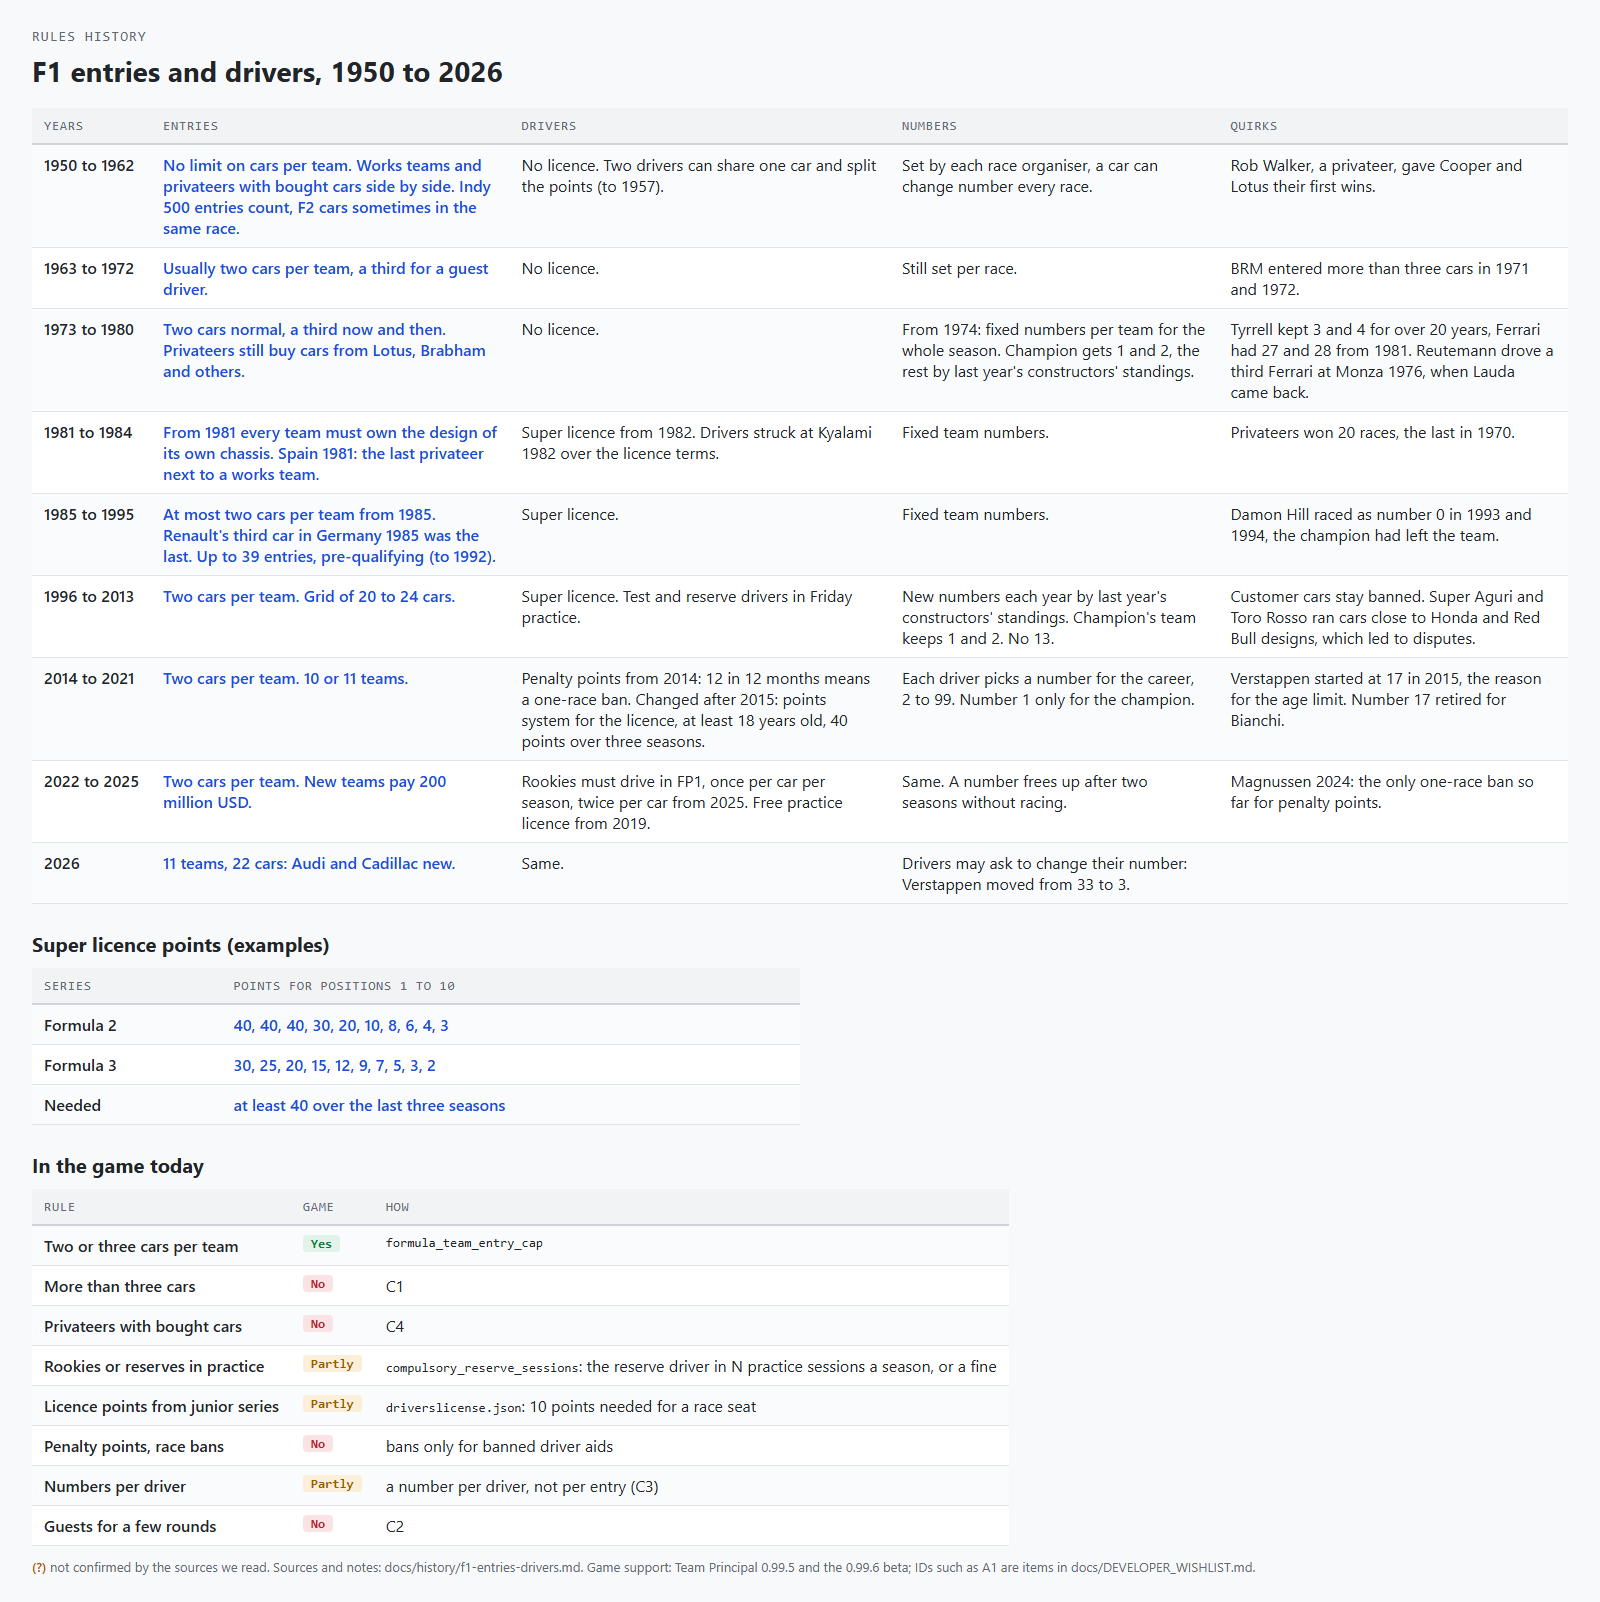 RULES HISTORY
F1 entries and drivers, 1950 to 2026
YEARS ENTRIES DRIVERS NUMBERS QUIRKS
1950 to 1962
No limit on cars per team. Works teams and
privateers with bought cars side by side. Indy
500 entries count, F2 cars sometimes in the
same race.
No licence. Two drivers can share one car and split
the points (to 1957).
Set by each race organiser, a car can
change number every race.
Rob Walker, a privateer, gave Cooper and
Lotus their first wins.
1963 to 1972
Usually two cars per team, a third for a guest
driver.
No licence.
Still set per race.
BRM entered more than three cars in 1971
and 1972.
1973 to 1980
Two cars normal, a third now and then.
Privateers still buy cars from Lotus, Brabham
and others.
No licence.
From 1974: fixed numbers per team for the
whole season. Champion gets 1 and 2, the
rest by last year's constructors' standings.
Tyrrell kept 3 and 4 for over 20 years, Ferrari
had 27 and 28 from 1981. Reutemann drove a
third Ferrari at Monza 1976, when Lauda
came back.
1981 to 1984
From 1981 every team must own the design of
its own chassis. Spain 1981: the last privateer
next to a works team.
Super licence from 1982. Drivers struck at Kyalami
1982 over the licence terms.
Fixed team numbers.
Privateers won 20 races, the last in 1970.
1985 to 1995
At most two cars per team from 1985.
Renault's third car in Germany 1985 was the
last. Up to 39 entries, pre-qualifying (to 1992).
Super licence.
Fixed team numbers.
Damon Hill raced as number 0 in 1993 and
1994, the champion had left the team.
1996 to 2013
Two cars per team. Grid of 20 to 24 cars.
Super licence. Test and reserve drivers in Friday
practice.
New numbers each year by last year's
constructors' standings. Champion's team
keeps 1 and 2. No 13.
Customer cars stay banned. Super Aguri and
Toro Rosso ran cars close to Honda and Red
Bull designs, which led to disputes.
2014 to 2021
Two cars per team. 10 or 11 teams.
Penalty points from 2014: 12 in 12 months means
a one-race ban. Changed after 2015: points
system for the licence, at least 18 years old, 40
points over three seasons.
Each driver picks a number for the career,
2 to 99. Number 1 only for the champion.
Verstappen started at 17 in 2015, the reason
for the age limit. Number 17 retired for
Bianchi.
2022 to 2025
Two cars per team. New teams pay 200
million USD.
Rookies must drive in FP1, once per car per
season, twice per car from 2025. Free practice
licence from 2019.
Same. A number frees up after two
seasons without racing.
Magnussen 2024: the only one-race ban so
far for penalty points.
2026
11 teams, 22 cars: Audi and Cadillac new.
Same.
Drivers may ask to change their number:
Verstappen moved from 33 to 3.
Super licence points (examples)
SERIES POINTS FOR POSITIONS 1 TO 10
Formula 2 40, 40, 40, 30, 20, 10, 8, 6, 4, 3
Formula 3 30, 25, 20, 15, 12, 9, 7, 5, 3, 2
Needed at least 40 over the last three seasons
In the game today
RULE GAME HOW
Two or three cars per team Yes formula_team_entry_cap
More than three cars No C1
Privateers with bought cars No C4
Rookies or reserves in practice Partly compulsory_reserve_sessions: the reserve driver in N practice sessions a season, or a fine
Licence points from junior series Partly driverslicense.json: 10 points needed for a race seat
Penalty points, race bans No bans only for banned driver aids
Numbers per driver Partly a number per driver, not per entry (C3)
Guests for a few rounds No C2
(?) not confirmed by the sources we read. Sources and notes: docs/history/f1-entries-drivers.md. Game support: Team Principal 0.99.5 and the 0.99.6 beta; IDs such as A1 are items in docs/DEVELOPER_WISHLIST.md.